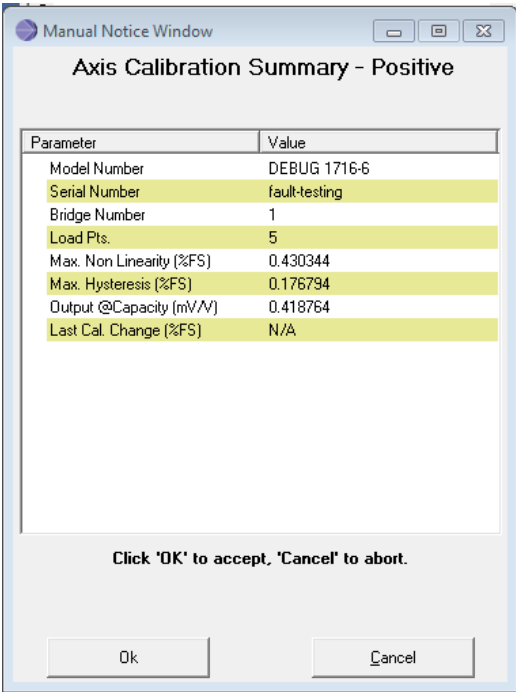 Manual Notice Window
Axis Calibration Summary - Positive
Parameter Value
Model Number DEBUG 1716-6
Serial Number fault-testing
Bridge Number 1
Load Pts. 5
Max. Non Linearity (%FS) 0.430344
Max. Hysteresis (%FS) 0.176794
Output @Capacity (mV/V) 0.418764
Last Cal. Change (%FS) N/A
Click 'OK' to accept, 'Cancel' to abort.
Ok Cancel